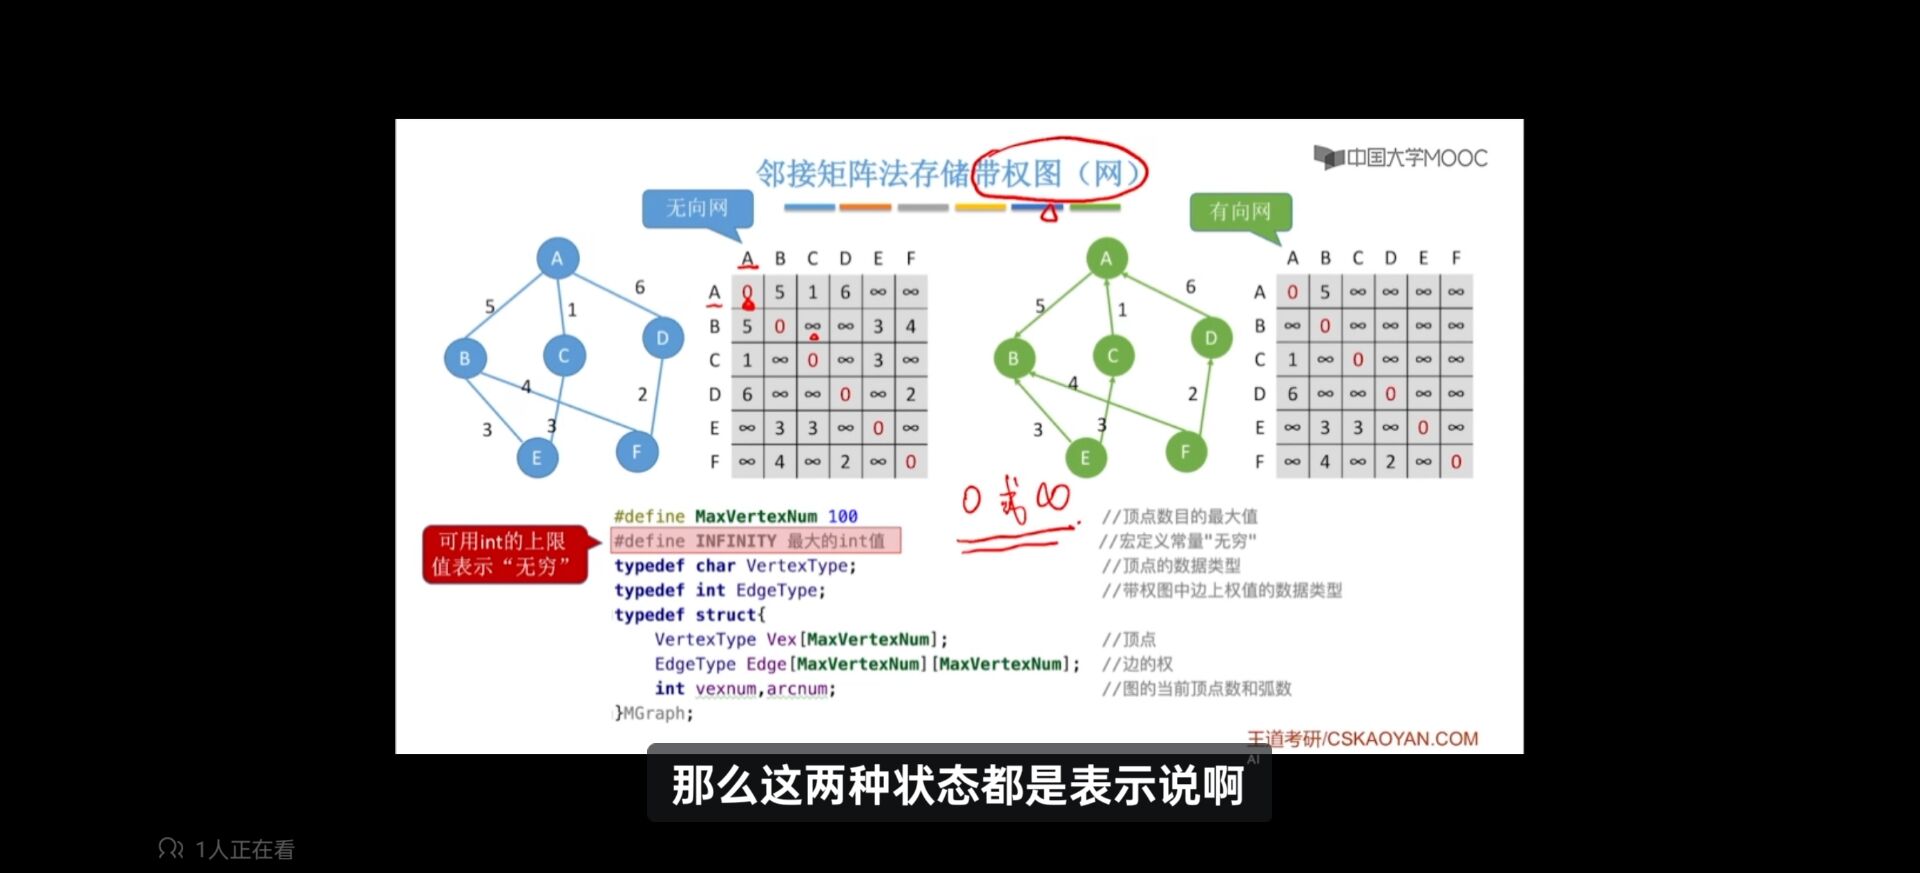 邻接矩阵法存储带权图（网）
中国大学MOOC
无向网
有向网
A
B
C
D
E
F
5
1
6
4
3
3
2
A B C D E F
A 0 5 1 6 ∞ ∞
B 5 0 ∞ ∞ 3 4
C 1 ∞ 0 ∞ 3 ∞
D 6 ∞ ∞ 0 ∞ 2
E ∞ 3 3 ∞ 0 ∞
F ∞ 4 ∞ 2 ∞ 0
A
B
C
D
E
F
5
1
6
4
3
3
2
A B C D E F
A 0 5 ∞ ∞ ∞ ∞
B ∞ 0 ∞ ∞ ∞ ∞
C 1 ∞ 0 ∞ ∞ ∞
D 6 ∞ ∞ 0 ∞ ∞
E ∞ 3 3 ∞ 0 ∞
F ∞ 4 ∞ 2 ∞ 0
0 或 ∞
可用int的上限
值表示“无穷”
#define MaxVertexNum 100 //顶点数目的最大值
#define INFINITY 最大的int值 //宏定义常量"无穷"
typedef char VertexType; //顶点的数据类型
typedef int EdgeType; //带权图中边上权值的数据类型
typedef struct{
VertexType Vex[MaxVertexNum]; //顶点
EdgeType Edge[MaxVertexNum][MaxVertexNum]; //边的权
int vexnum,arcnum; //图的当前顶点数和弧数
}MGraph;
王道考研/CSKAOYAN.COM
AI
那么这两种状态都是表示说啊
1人正在看